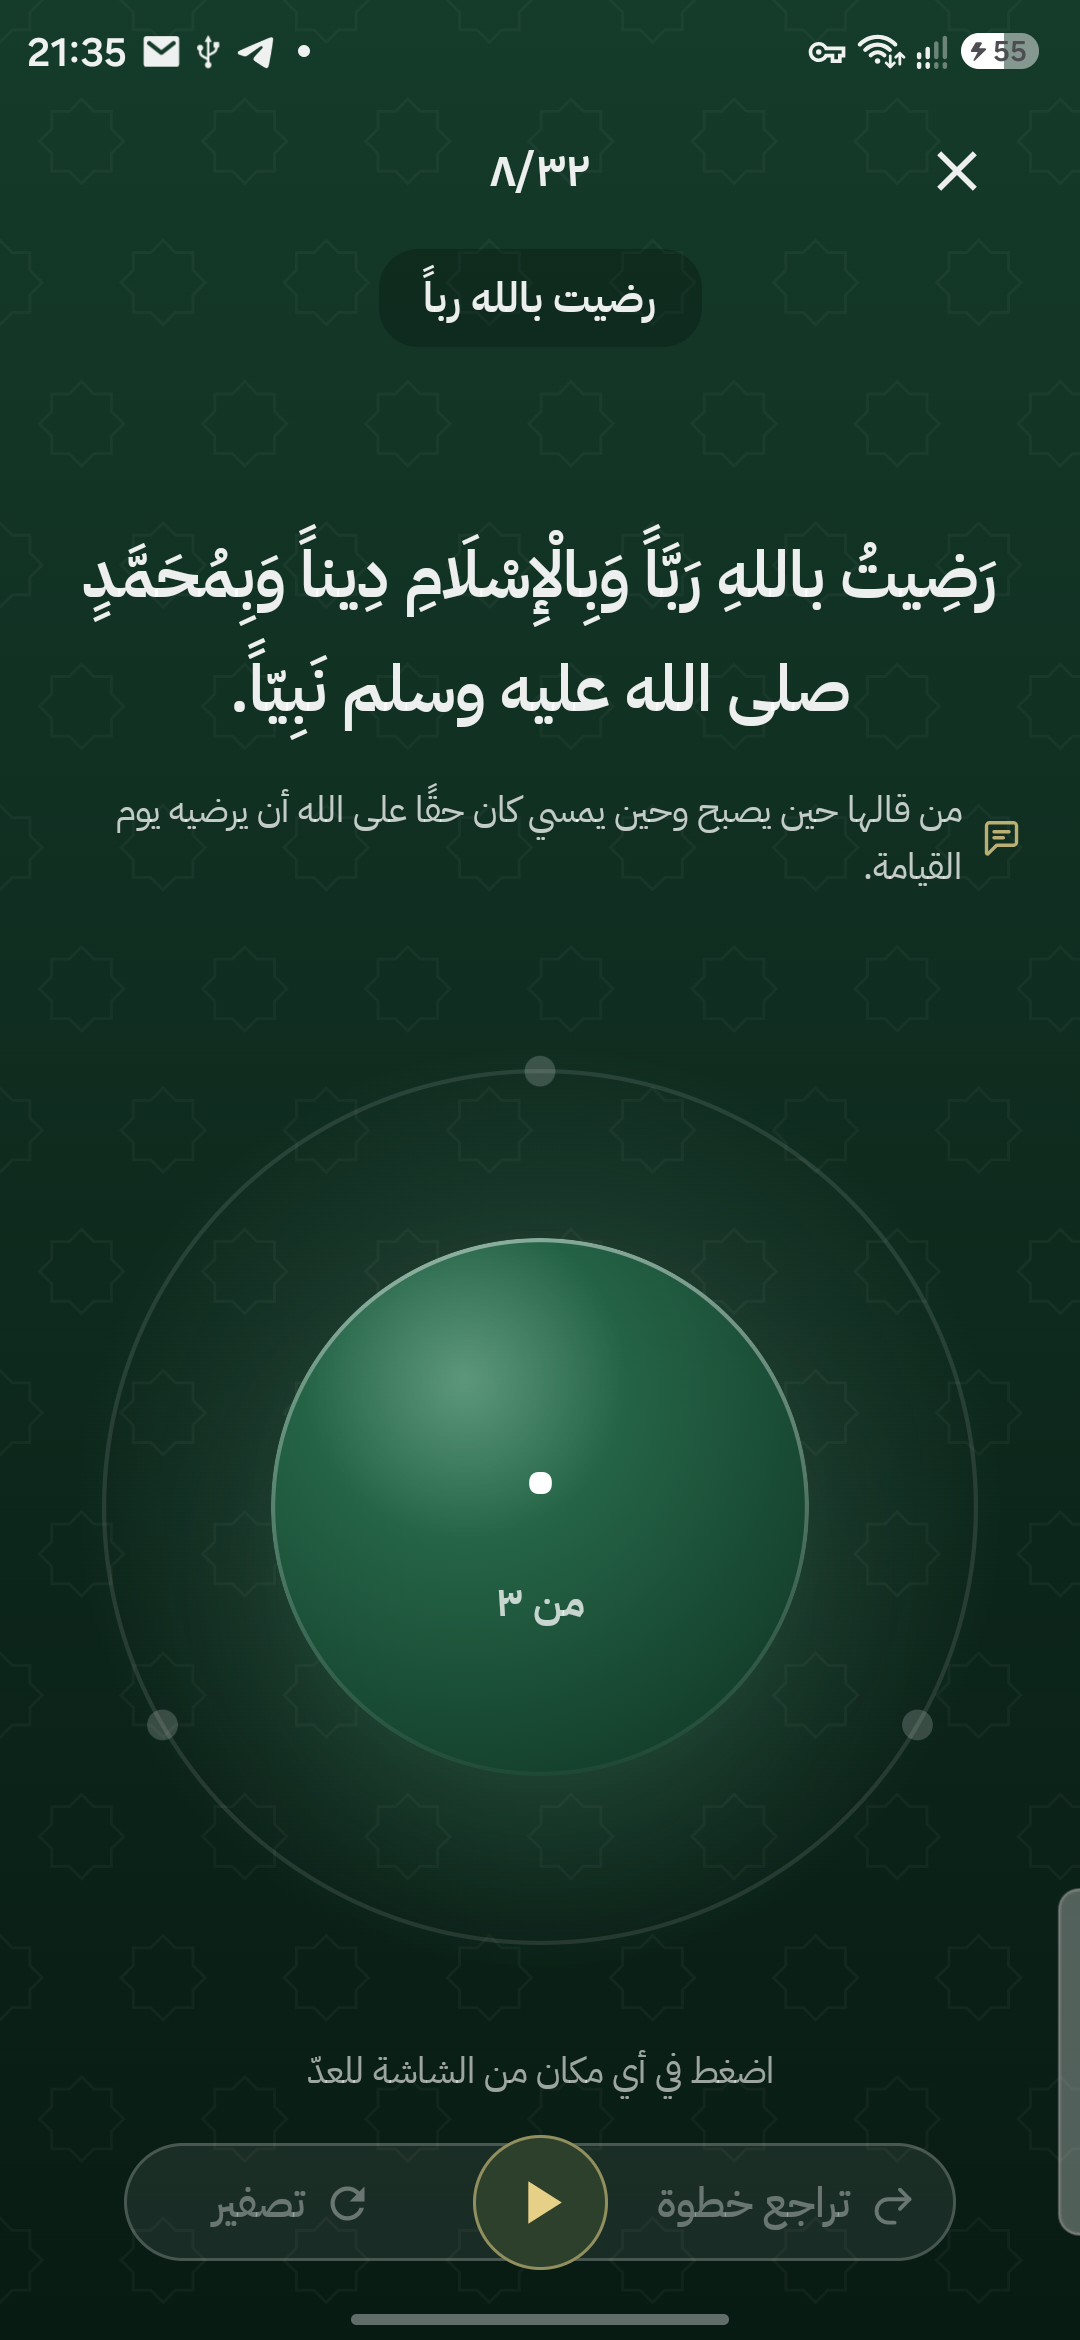 21:35
55
٨/٣٢
رضيت بالله رباً
رَضِيتُ باللهِ رَبَّاً وَبِالْإِسْلَامِ دِيناً وَبِمُحَمَّدٍ
صلى الله عليه وسلم نَبِيّاً.
من قالها حين يصبح وحين يمسي كان حقًا على الله أن يرضيه يوم
القيامة.
٠
من ٣
اضغط في أي مكان من الشاشة للعدّ
تراجع خطوة
تصفير